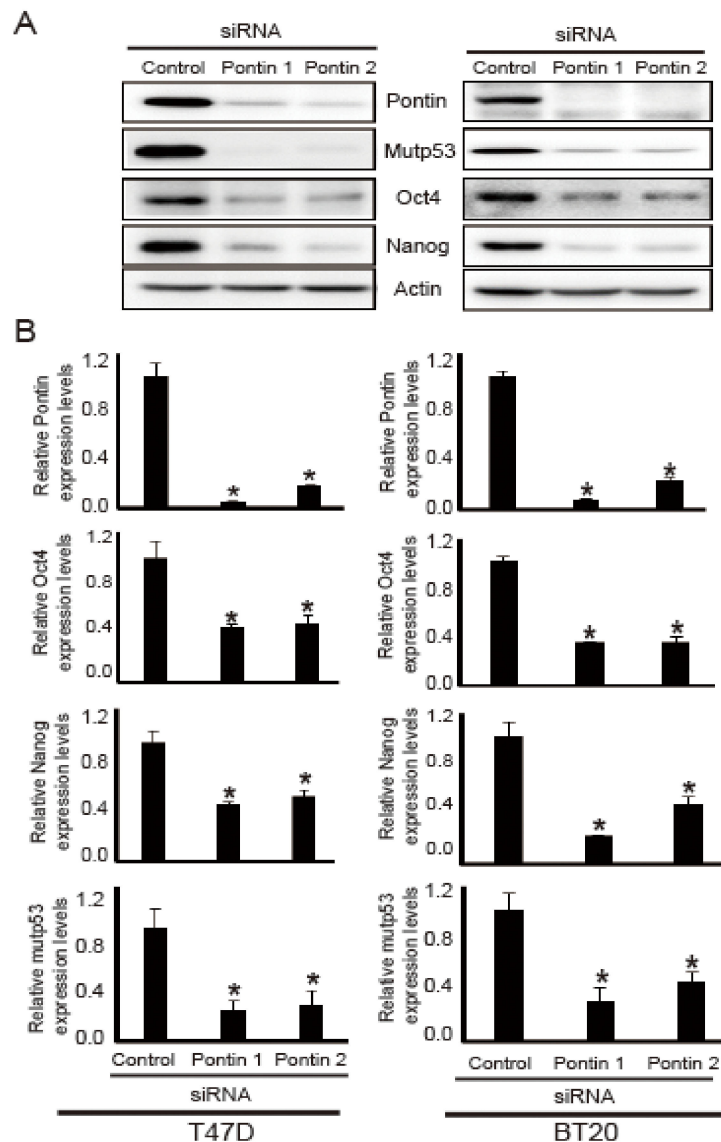 A
siRNA
siRNA
Control Pontin 1 Pontin 2
Control Pontin 1 Pontin 2
Pontin
Mutp53
Oct4
Nanog
Actin
B
Relative Pontin
expression levels
1.2
0.8
0.4
0.0
*
*
Relative Pontin
expression levels
1.2
0.8
0.4
0.0
*
*
Relative Oct4
expression levels
1.2
0.8
0.4
0.0
*
*
Relative Oct4
expression levels
1.2
0.8
0.4
0.0
*
*
Relative Nanog
expression levels
1.2
0.8
0.4
0.0
*
*
Relative Nanog
expression levels
1.2
0.8
0.4
0.0
*
*
Relative mutp53
expression levels
1.2
0.8
0.4
0.0
*
*
Relative mutp53
expression levels
1.2
0.8
0.4
0.0
*
*
Control Pontin 1 Pontin 2
Control Pontin 1 Pontin 2
siRNA
siRNA
T47D
BT20